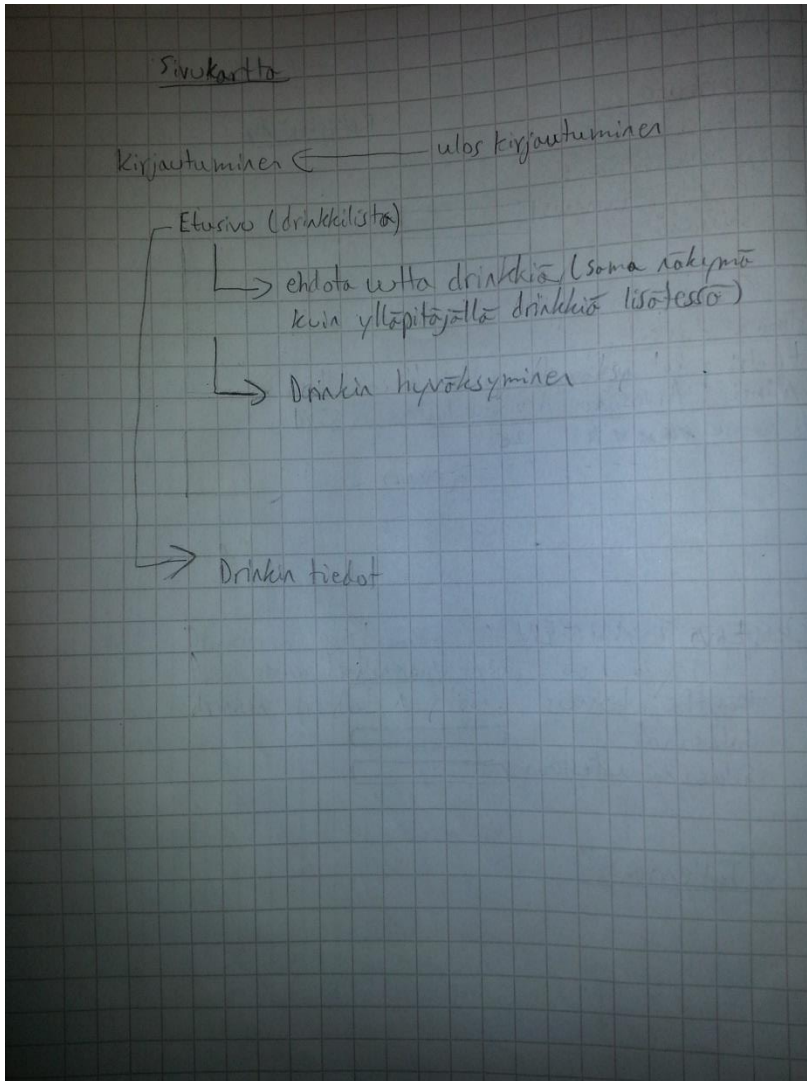 Sivukartta
Kirjautuminen ← ulos kirjautuminen
Etusivu (drinkkilista)
→ ehdota uutta drinkkiä (sama näkymä
kuin ylläpitäjällä drinkkiä lisätessä)
→ Drinkin hyväksyminen
→ Drinkin tiedot